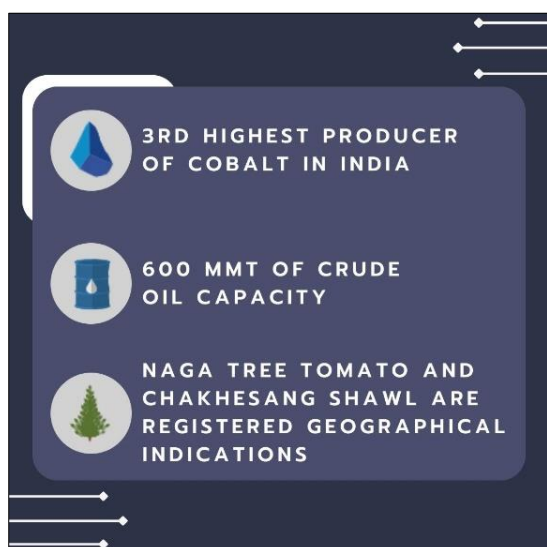 3RD HIGHEST PRODUCER
OF COBALT IN INDIA
600 MMT OF CRUDE
OIL CAPACITY
NAGA TREE TOMATO AND
CHAKHESANG SHAWL ARE
REGISTERED GEOGRAPHICAL
INDICATIONS